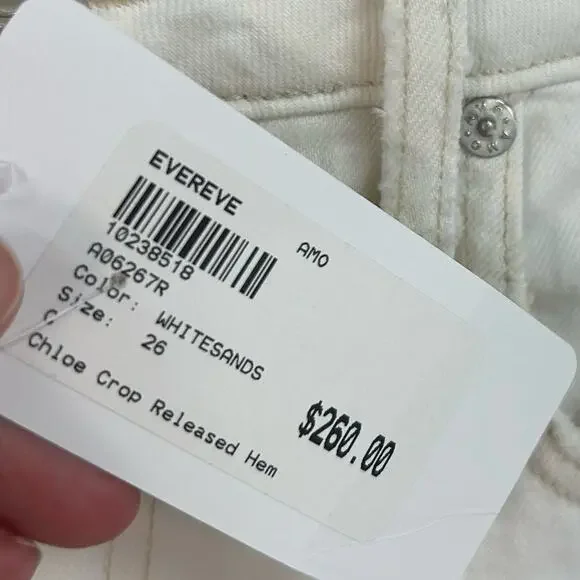 EVEREVE
AMO
10238518
A06267R
Color: WHITESANDS
Size: 26
C
Chloe Crop Released Hem
$260.00